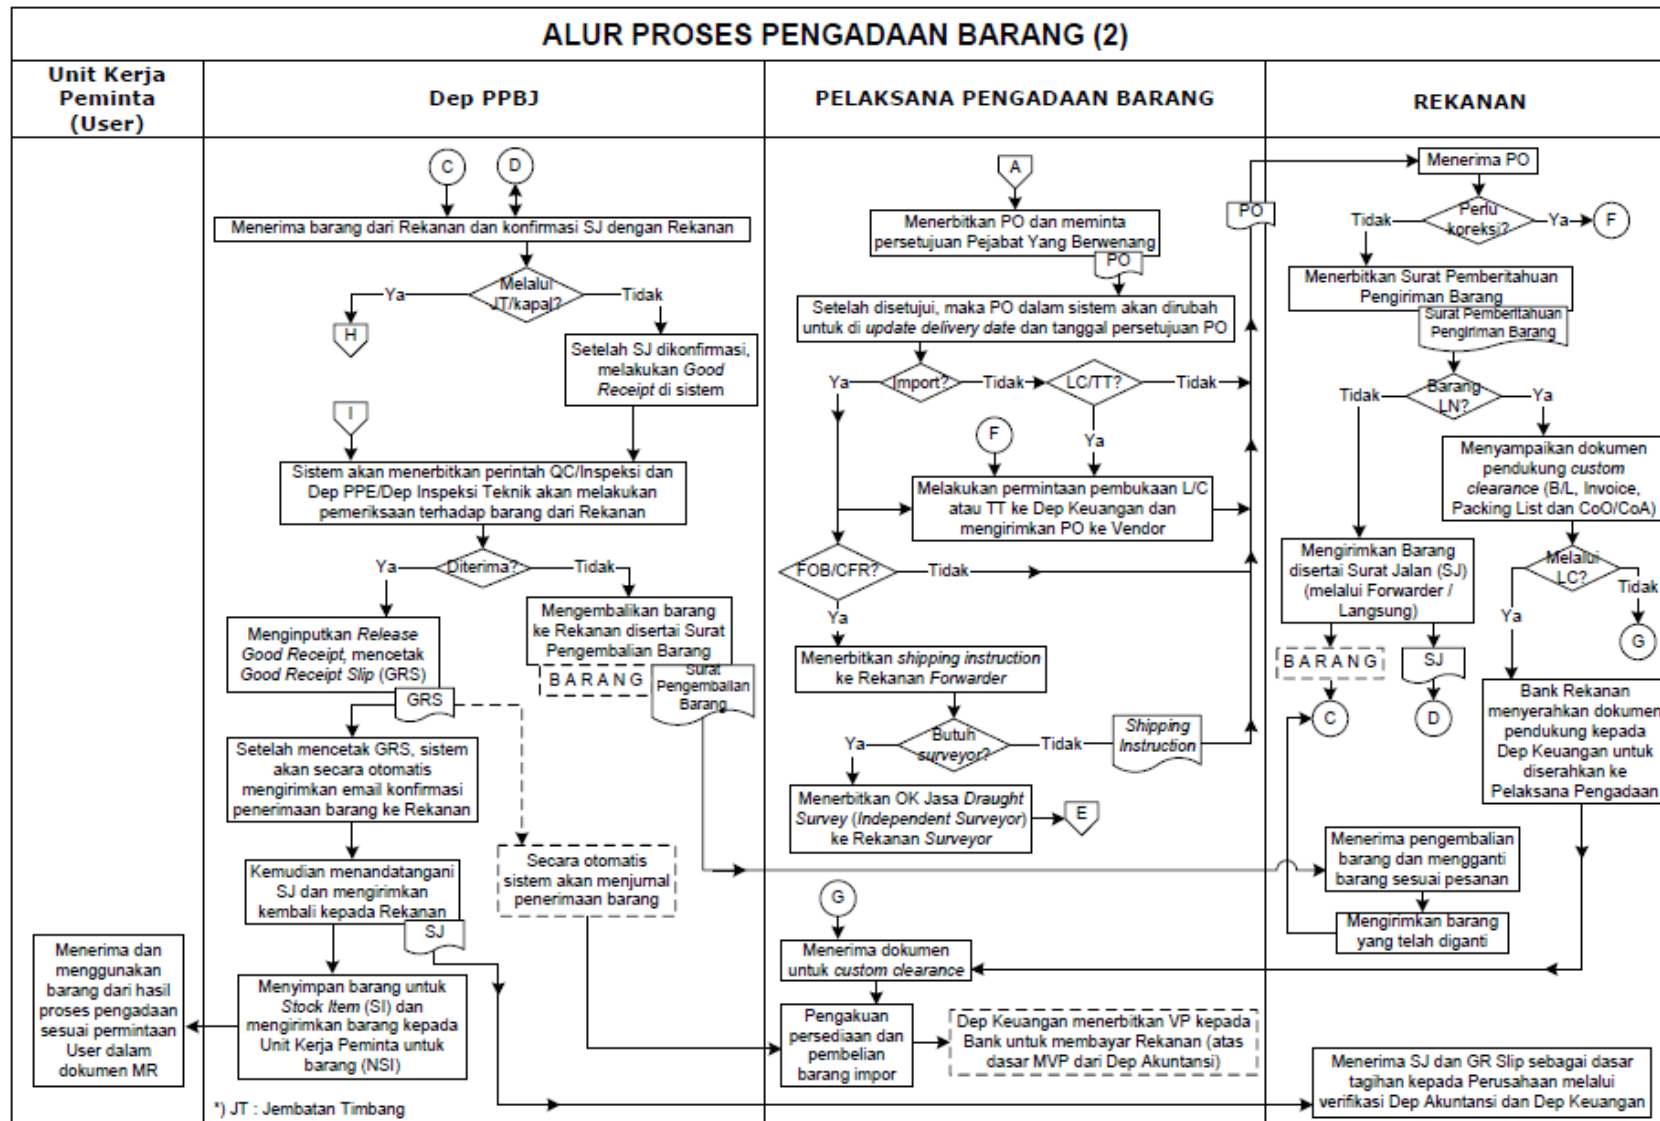 ALUR PROSES PENGADAAN BARANG (2)
Unit Kerja
Peminta
(User)
Dep PPBJ
PELAKSANA PENGADAAN BARANG
REKANAN
C
D
Menerima barang dari Rekanan dan konfirmasi SJ dengan Rekanan
Melalui
JT/kapal?
Ya
Tidak
H
Setelah SJ dikonfirmasi,
melakukan Good
Receipt di sistem
I
Sistem akan menerbitkan perintah QC/Inspeksi dan
Dep PPE/Dep Inspeksi Teknik akan melakukan
pemeriksaan terhadap barang dari Rekanan
Ya
Diterima?
Tidak
Menginputkan Release
Good Receipt, mencetak
Good Receipt Slip (GRS)
GRS
Mengembalikan barang
ke Rekanan disertai Surat
Pengembalian Barang
B A R A N G
Surat
Pengembalian
Barang
Setelah mencetak GRS, sistem
akan secara otomatis
mengirimkan email konfirmasi
penerimaan barang ke Rekanan
Secara otomatis
sistem akan menjurnal
penerimaan barang
Kemudian menandatangani
SJ dan mengirimkan
kembali kepada Rekanan
SJ
Menyimpan barang untuk
Stock Item (SI) dan
mengirimkan barang kepada
Unit Kerja Peminta untuk
barang (NSI)
Menerima dan
menggunakan
barang dari hasil
proses pengadaan
sesuai permintaan
User dalam
dokumen MR
*) JT : Jembatan Timbang
A
Menerbitkan PO dan meminta
persetujuan Pejabat Yang Berwenang
PO
Setelah disetujui, maka PO dalam sistem akan dirubah
untuk di update delivery date dan tanggal persetujuan PO
Ya
Import?
Tidak
LC/TT?
Tidak
Ya
F
Melakukan permintaan pembukaan L/C
atau TT ke Dep Keuangan dan
mengirimkan PO ke Vendor
FOB/CFR?
Tidak
Ya
Menerbitkan shipping instruction
ke Rekanan Forwarder
Ya
Butuh
surveyor?
Tidak
Shipping
Instruction
Menerbitkan OK Jasa Draught
Survey (Independent Surveyor)
ke Rekanan Surveyor
E
G
Menerima dokumen
untuk custom clearance
Pengakuan
persediaan dan
pembelian
barang impor
Dep Keuangan menerbitkan VP kepada
Bank untuk membayar Rekanan (atas
dasar MVP dari Dep Akuntansi)
PO
Menerima PO
Tidak
Perlu
koreksi?
Ya
F
Menerbitkan Surat Pemberitahuan
Pengiriman Barang
Surat Pemberitahuan
Pengiriman Barang
Tidak
Barang
LN?
Ya
Menyampaikan dokumen
pendukung custom
clearance (B/L, Invoice,
Packing List dan CoO/CoA)
Mengirimkan Barang
disertai Surat Jalan (SJ)
(melalui Forwarder /
Langsung)
Melalui
LC?
Tidak
Ya
G
B A R A N G
SJ
C
D
Bank Rekanan
menyerahkan dokumen
pendukung kepada
Dep Keuangan untuk
diserahkan ke
Pelaksana Pengadaan
Menerima pengembalian
barang dan mengganti
barang sesuai pesanan
Mengirimkan barang
yang telah diganti
Menerima SJ dan GR Slip sebagai dasar
tagihan kepada Perusahaan melalui
verifikasi Dep Akuntansi dan Dep Keuangan